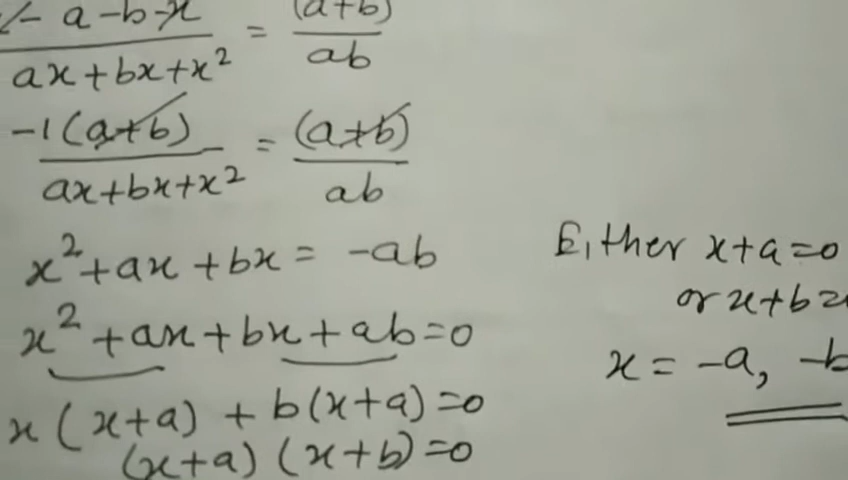 x - a - b - x / ax + bx + x² = (a+b) / ab
-1(a+b) / ax + bx + x² = (a+b) / ab
x² + ax + bx = -ab
x² + ax + bx + ab = 0
x(x+a) + b(x+a) = 0
(x+a)(x+b) = 0
Either x+a=0
or x+b=
x = -a, -b